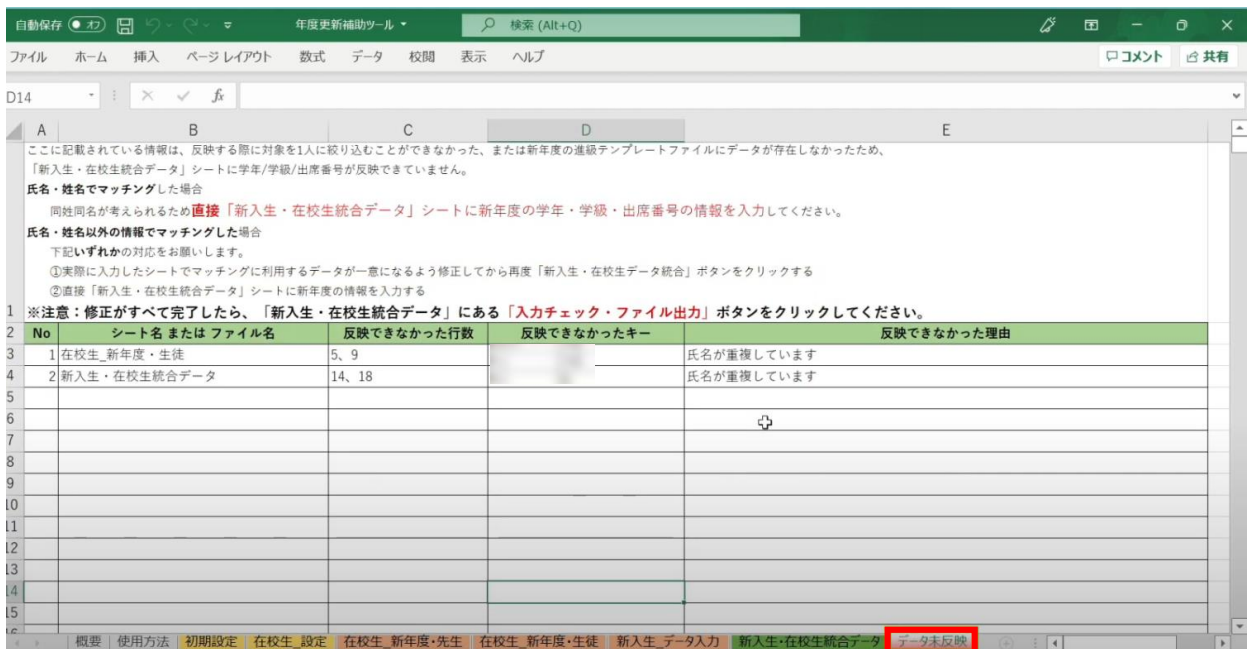 自動保存 オフ 年度更新補助ツール 検索 (Alt+Q)
ファイル ホーム 挿入 ページ レイアウト 数式 データ 校閲 表示 ヘルプ コメント 共有
D14 fx
A B C D E
ここに記載されている情報は、反映する際に対象を1人に絞り込むことができなかった、または新年度の進級テンプレートファイルにデータが存在しなかったため、
「新入生・在校生統合データ」シートに学年/学級/出席番号が反映できていません。
氏名・姓名でマッチングした場合
同姓同名が考えられるため直接「新入生・在校生統合データ」シートに新年度の学年・学級・出席番号の情報を入力してください。
氏名・姓名以外の情報でマッチングした場合
下記いずれかの対応をお願いします。
①実際に入力したシートでマッチングに利用するデータが一意になるよう修正してから再度「新入生・在校生データ統合」ボタンをクリックする
②直接「新入生・在校生統合データ」シートに新年度の情報を入力する
1 ※注意：修正がすべて完了したら、「新入生・在校生統合データ」にある「入力チェック・ファイル出力」ボタンをクリックしてください。
2 No シート名 または ファイル名 反映できなかった行数 反映できなかったキー 反映できなかった理由
3 1 在校生_新年度・生徒 5、9 氏名が重複しています
4 2 新入生・在校生統合データ 14、18 氏名が重複しています
5
6
7
8
9
10
11
12
13
14
15
概要 使用方法 初期設定 在校生_設定 在校生_新年度・先生 在校生_新年度・生徒 新入生_データ入力 新入生・在校生統合データ データ未反映